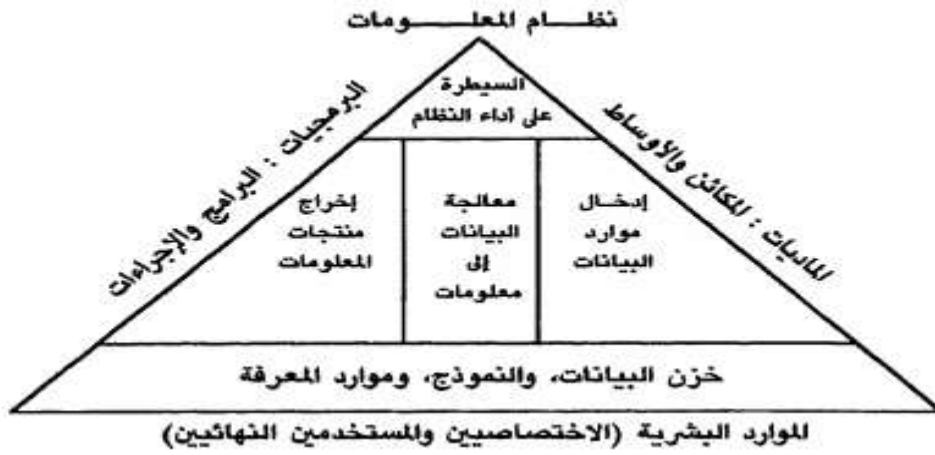 نظام المعلومات
السيطرة
على أداء النظام
الماديات : المكائن والأوساط
البرمجيات : البرامج والإجراءات
إدخال
موارد
البيانات
معالجة
البيانات
إلى
معلومات
إخراج
منتجات
المعلومات
خزن البيانات، والنموذج، وموارد المعرفة
الموارد البشرية (الاختصاصيين والمستخدمين النهائيين)